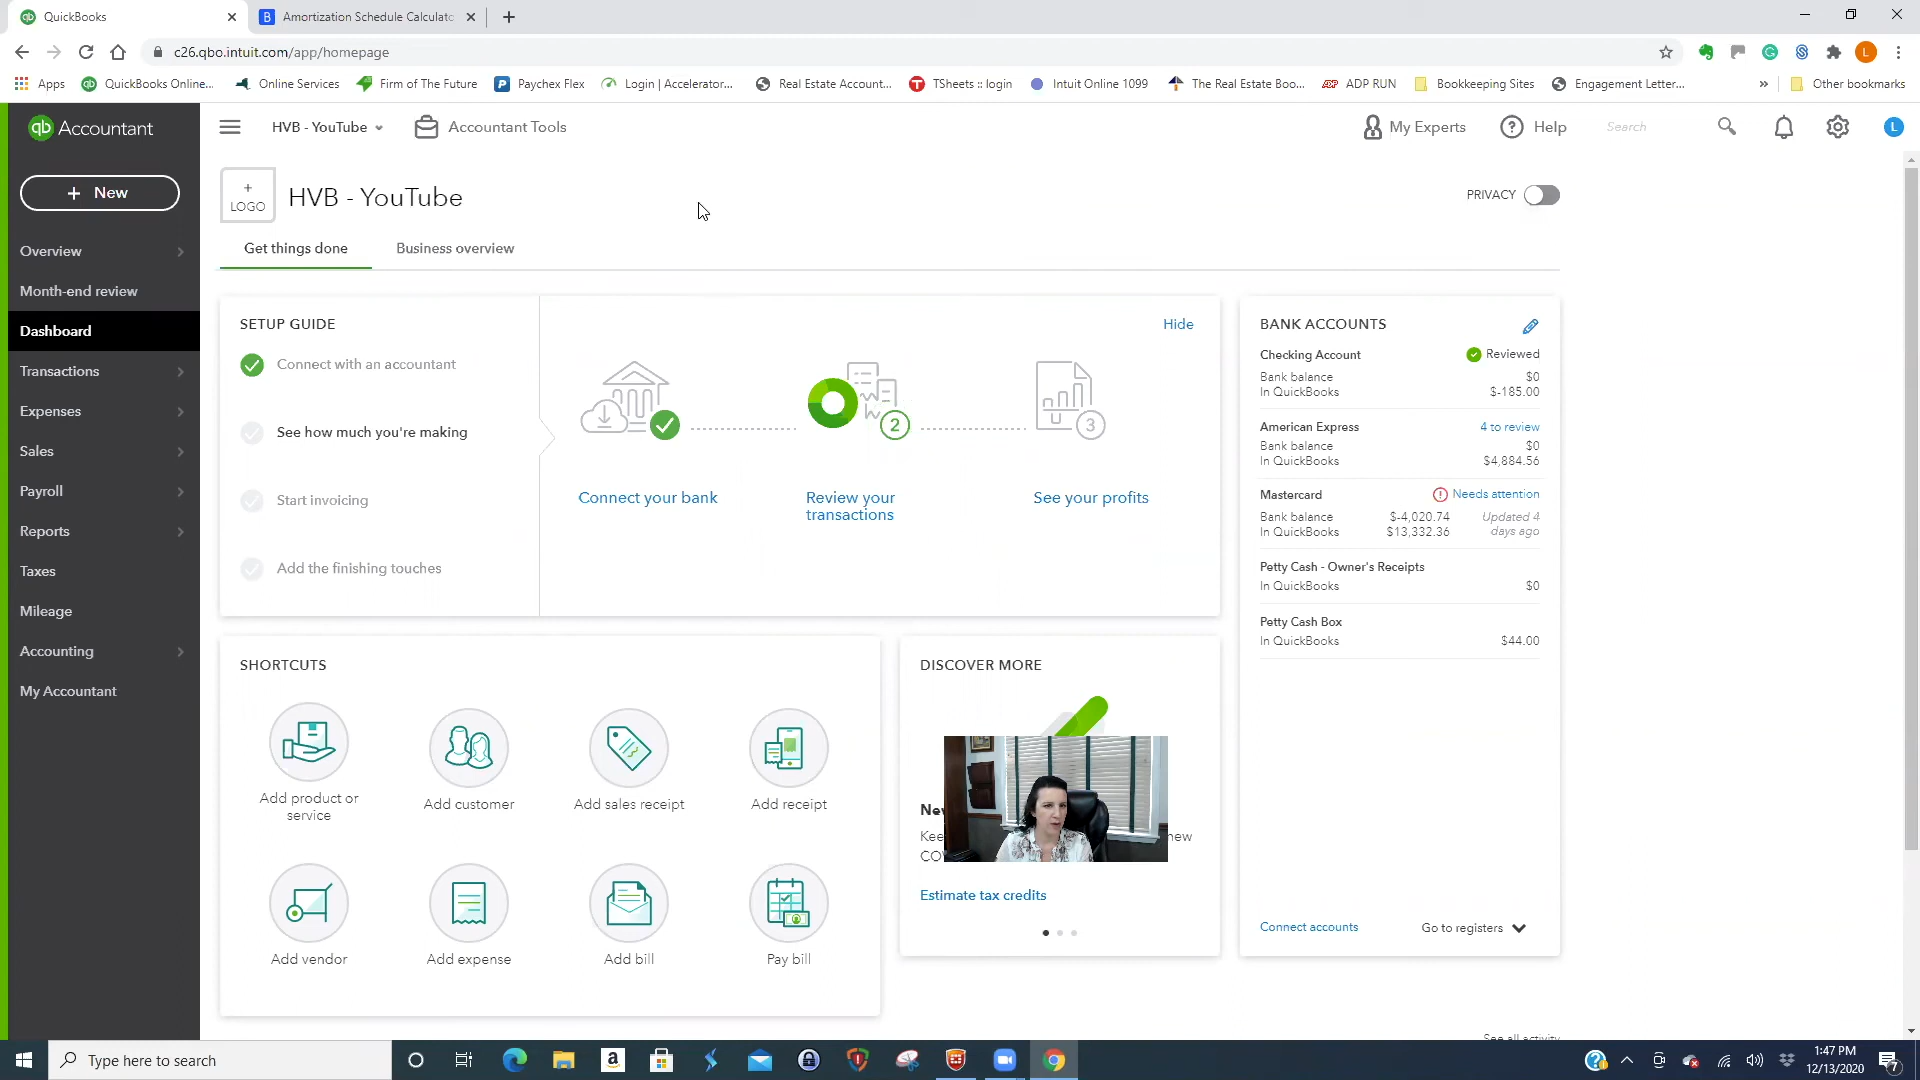 QuickBooks
Amortization Schedule Calculato
c26.qbo.intuit.com/app/homepage
L
Apps
QuickBooks Online...
Online Services
Firm of The Future
Paychex Flex
Login | Accelerator...
Real Estate Account...
TSheets :: login
Intuit Online 1099
The Real Estate Boo...
ADP RUN
Bookkeeping Sites
Engagement Letter...
»
Other bookmarks
qb Accountant
HVB - YouTube
Accountant Tools
My Experts
Help
Search
L
+ New
+
LOGO
HVB - YouTube
PRIVACY
Get things done
Business overview
Overview
Month-end review
Dashboard
Transactions
Expenses
Sales
Payroll
Reports
Taxes
Mileage
Accounting
My Accountant
SETUP GUIDE
Hide
Connect with an accountant
See how much you're making
Start invoicing
Add the finishing touches
2
3
Connect your bank
Review your
transactions
See your profits
BANK ACCOUNTS
Checking Account
Reviewed
Bank balance $0
In QuickBooks $-185.00
American Express 4 to review
Bank balance $0
In QuickBooks $4,884.56
Mastercard Needs attention
Bank balance $-4,020.74 Updated 4
In QuickBooks $13,332.36 days ago
Petty Cash - Owner's Receipts
In QuickBooks $0
Petty Cash Box
In QuickBooks $44.00
Connect accounts
Go to registers
SHORTCUTS
Add product or
service
Add customer
Add sales receipt
Add receipt
Add vendor
Add expense
Add bill
Pay bill
DISCOVER MORE
Estimate tax credits
See all activity
Type here to search
1:47 PM
12/13/2020
7